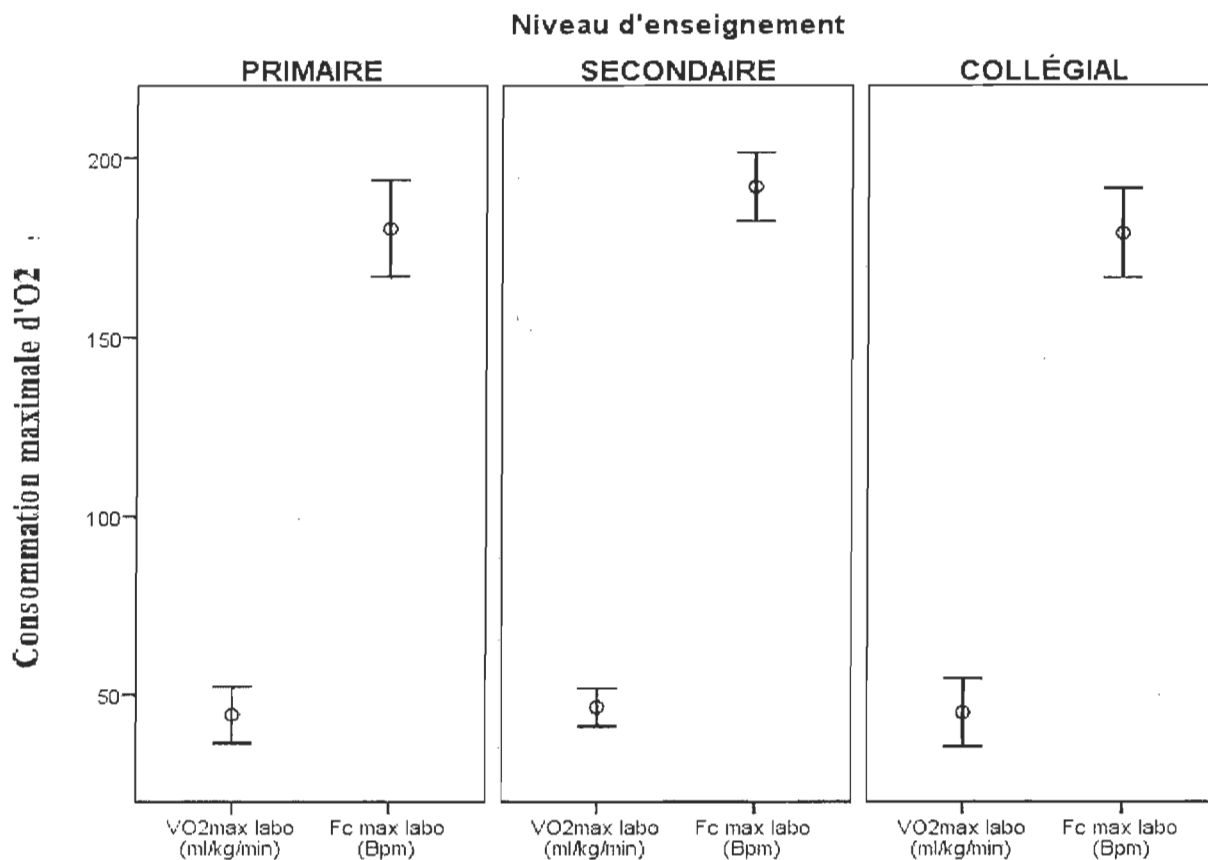 Niveau d'enseignement
PRIMAIRE
SECONDAIRE
COLLÉGIAL
Consommation maximale d'O2
200
150
100
50
VO2max labo
(ml/kg/min)
Fc max labo
(Bpm)
VO2max labo
(ml/kg/min)
Fc max labo
(Bpm)
VO2max labo
(ml/kg/min)
Fc max labo
(Bpm)